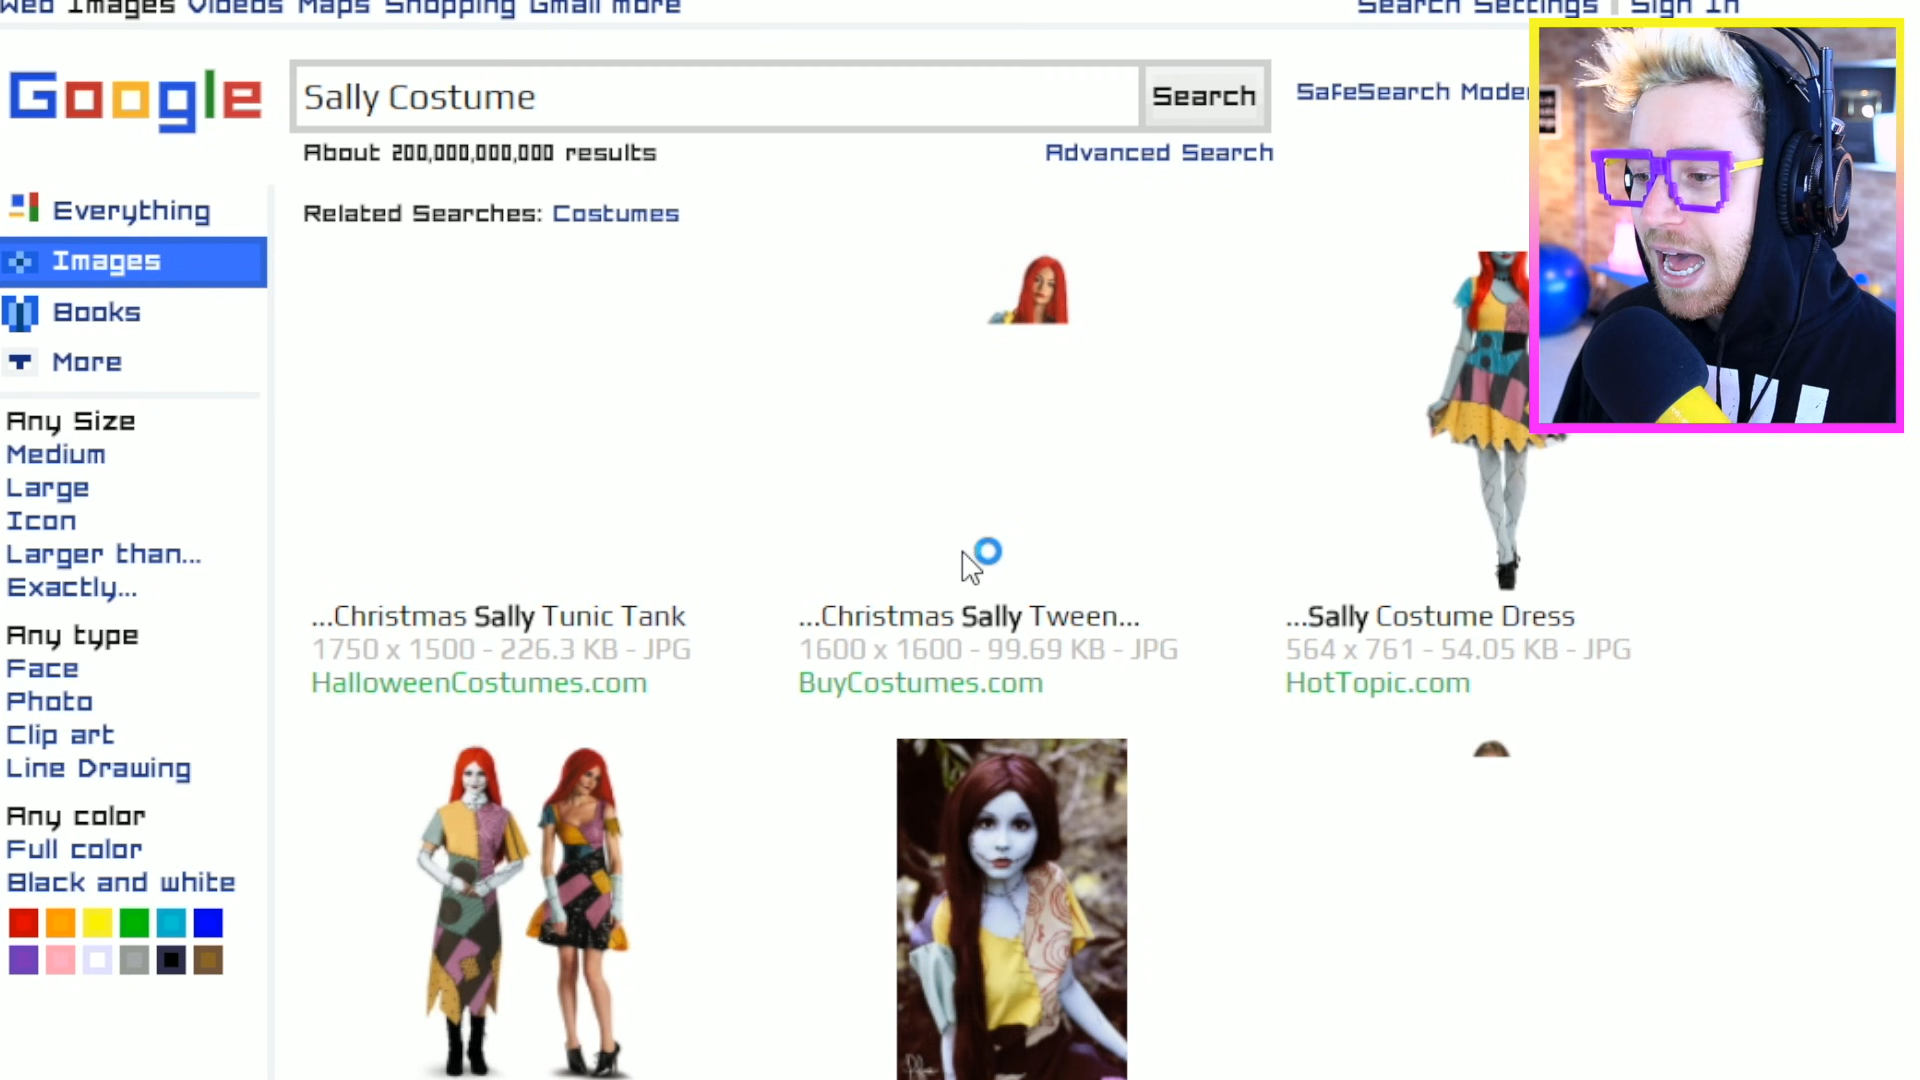 Web Images Videos Maps Shopping Gmail more
Search Settings | Sign In
Google
Sally Costume
Search
SafeSearch
About 200,000,000,000 results
Advanced Search
Related Searches: Costumes
Everything
Images
Books
More
Any Size
Medium
Large
Icon
Larger than...
Exactly...
Any type
Face
Photo
Clip art
Line Drawing
Any color
Full color
Black and white
...Christmas Sally Tunic Tank
1750 x 1500 - 226.3 KB - JPG
HalloweenCostumes.com
...Christmas Sally Tween...
1600 x 1600 - 99.69 KB - JPG
BuyCostumes.com
...Sally Costume Dress
564 x 761 - 54.05 KB - JPG
HotTopic.com